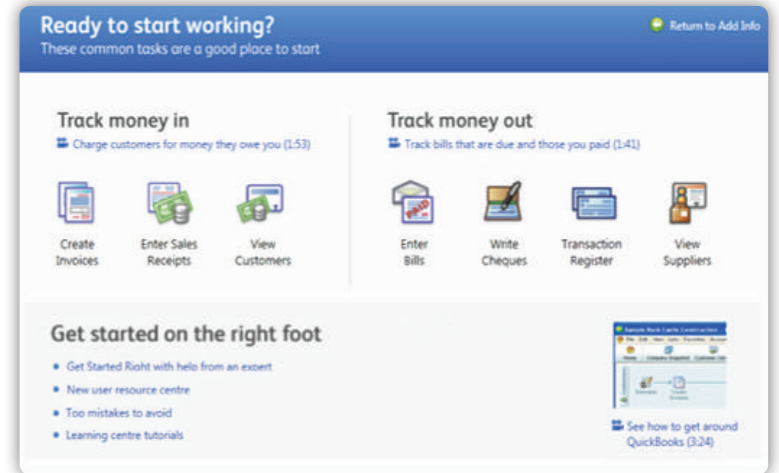 Ready to start working?
These common tasks are a good place to start
Return to Add Info
Track money in
Charge customers for money they owe you (1:53)
Create
Invoices
Enter Sales
Receipts
View
Customers
Track money out
Track bills that are due and those you paid (1:41)
PAID
Enter
Bills
Write
Cheques
Transaction
Register
View
Suppliers
Get started on the right foot
Get Started Right with help from an expert
New user resource centre
Top mistakes to avoid
Learning centre tutorials
See how to get around
QuickBooks (3:24)